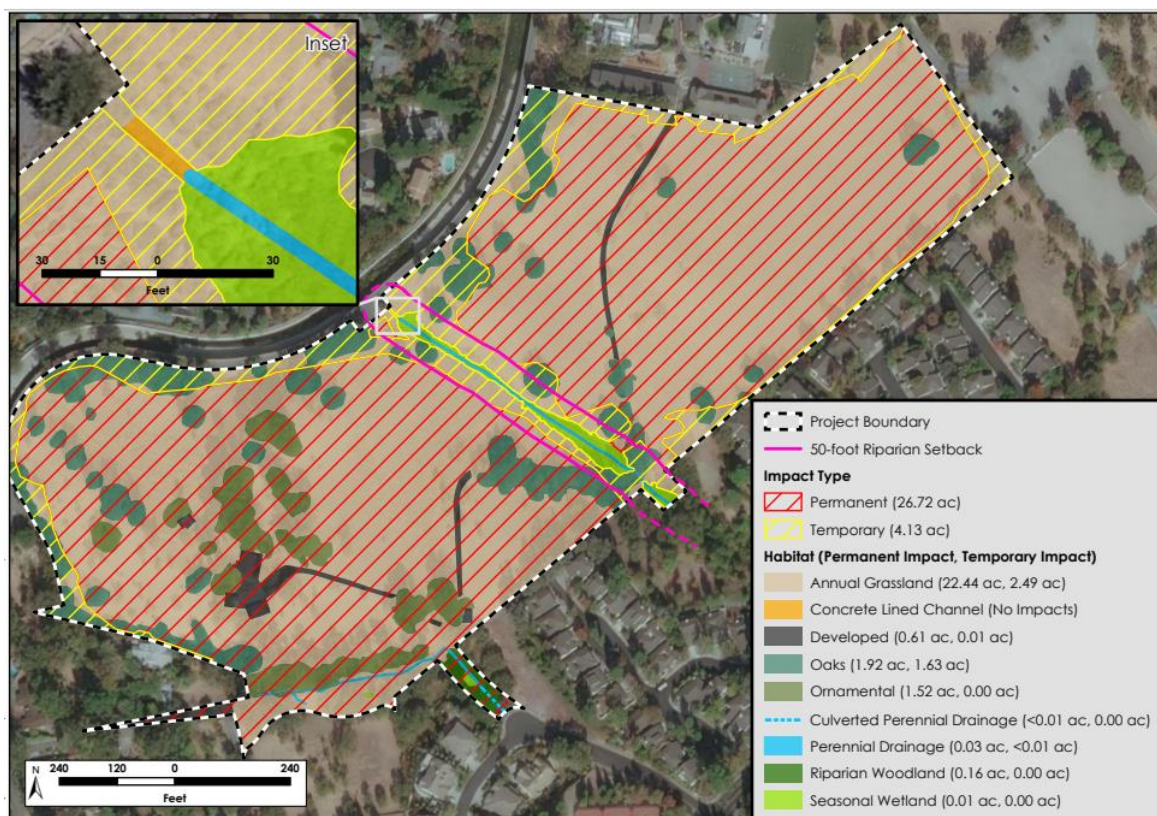 Inset
30 15 0 30
Feet
Project Boundary
50-foot Riparian Setback
Impact Type
Permanent (26.72 ac)
Temporary (4.13 ac)
Habitat (Permanent Impact, Temporary Impact)
Annual Grassland (22.44 ac, 2.49 ac)
Concrete Lined Channel (No Impacts)
Developed (0.61 ac, 0.01 ac)
Oaks (1.92 ac, 1.63 ac)
Ornamental (1.52 ac, 0.00 ac)
Culverted Perennial Drainage (<0.01 ac, 0.00 ac)
Perennial Drainage (0.03 ac, <0.01 ac)
Riparian Woodland (0.16 ac, 0.00 ac)
Seasonal Wetland (0.01 ac, 0.00 ac)
N
240 120 0 240
Feet